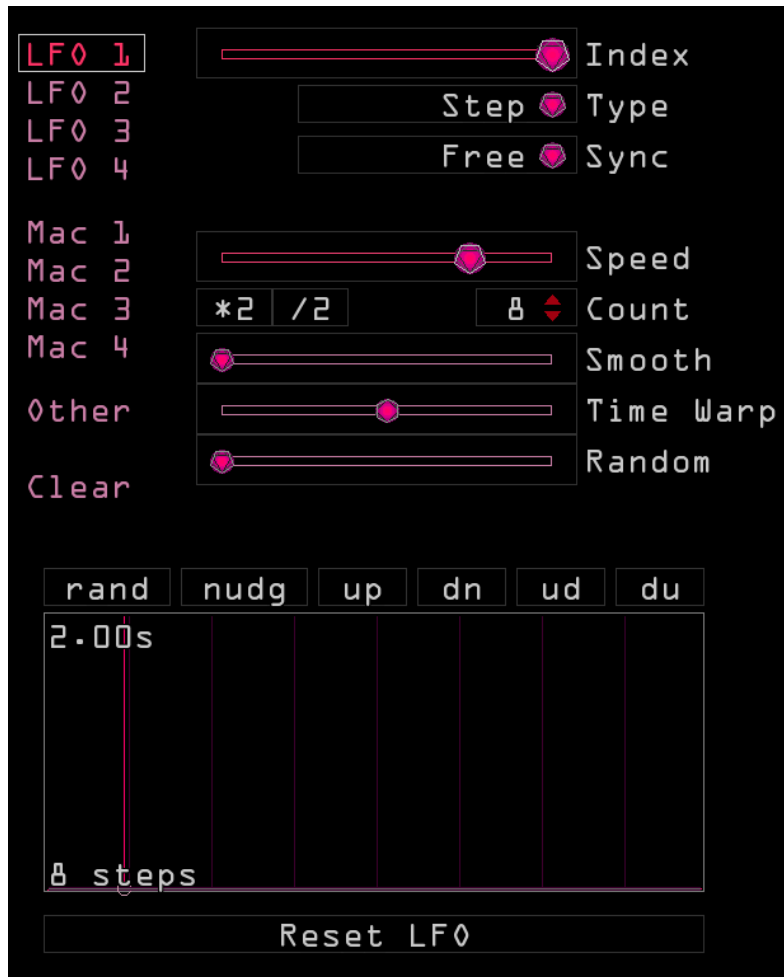 LFO 1
LFO 2
LFO 3
LFO 4
Mac 1
Mac 2
Mac 3
Mac 4
Other
Clear
Index
Step Type
Free Sync
Speed
*2 /2 8 Count
Smooth
Time Warp
Random
rand nudg up dn ud du
2.00s
8 steps
Reset LFO